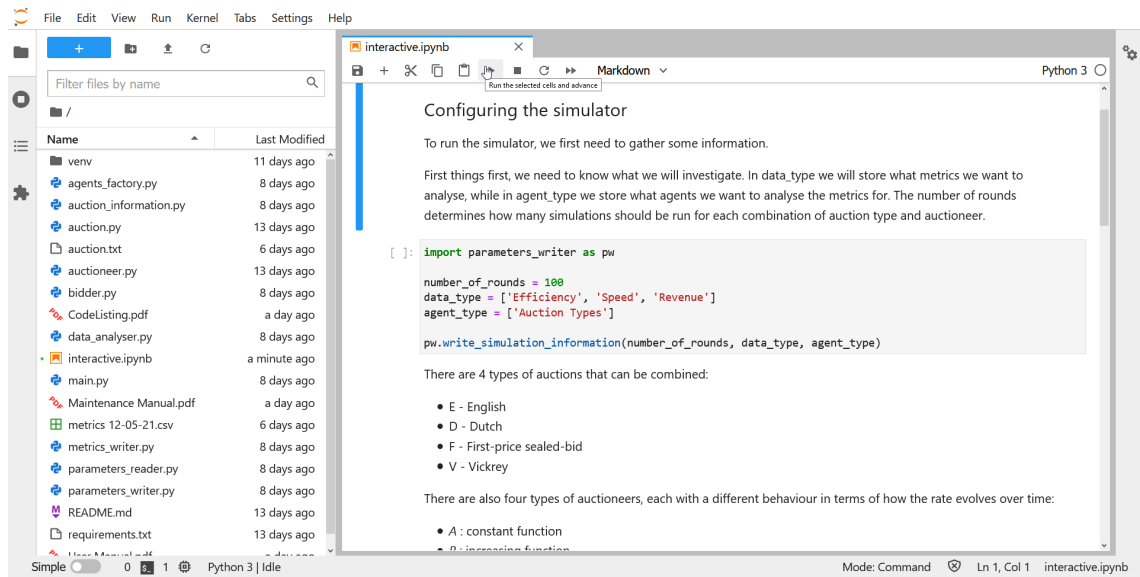 File Edit View Run Kernel Tabs Settings Help
interactive.ipynb
Filter files by name
Markdown
Python 3
Run the selected cells and advance
/
Name Last Modified
venv 11 days ago
agents_factory.py 8 days ago
auction_information.py 8 days ago
auction.py 13 days ago
auction.txt 6 days ago
auctioneer.py 13 days ago
bidder.py 8 days ago
CodeListing.pdf a day ago
data_analyser.py 8 days ago
interactive.ipynb a minute ago
main.py 8 days ago
Maintenance Manual.pdf a day ago
metrics 12-05-21.csv 6 days ago
metrics_writer.py 8 days ago
parameters_reader.py 8 days ago
parameters_writer.py 8 days ago
README.md 13 days ago
requirements.txt 13 days ago
User Manual.pdf a day ago
Configuring the simulator
To run the simulator, we first need to gather some information.
First things first, we need to know what we will investigate. In data_type we will store what metrics we want to
analyse, while in agent_type we store what agents we want to analyse the metrics for. The number of rounds
determines how many simulations should be run for each combination of auction type and auctioneer.
[ ]: import parameters_writer as pw
number_of_rounds = 100
data_type = ['Efficiency', 'Speed', 'Revenue']
agent_type = ['Auction Types']
pw.write_simulation_information(number_of_rounds, data_type, agent_type)
There are 4 types of auctions that can be combined:
• E - English
• D - Dutch
• F - First-price sealed-bid
• V - Vickrey
There are also four types of auctioneers, each with a different behaviour in terms of how the rate evolves over time:
• A : constant function
• B : increasing function
Simple 0 $_ 1 Python 3 | Idle Mode: Command Ln 1, Col 1 interactive.ipynb